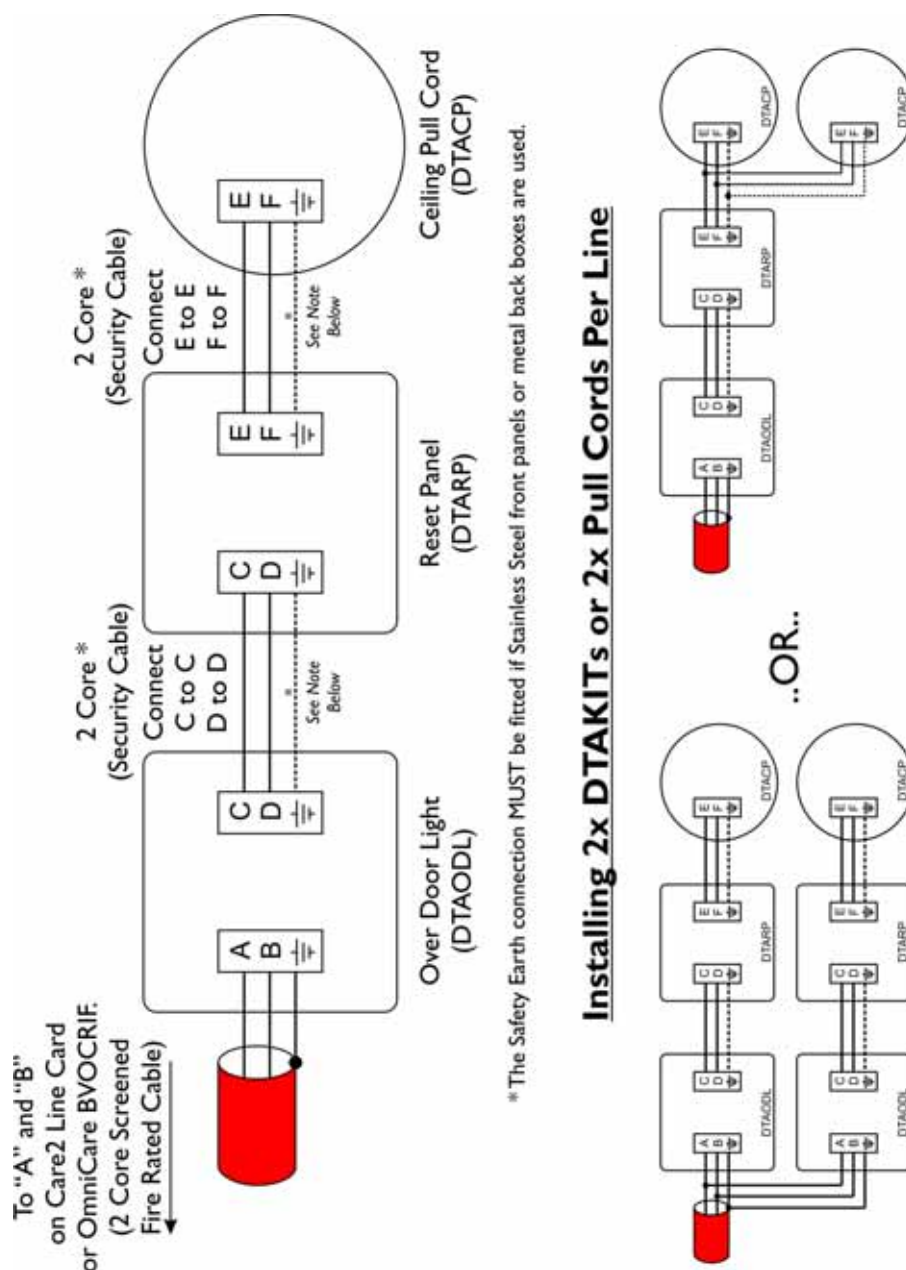 To "A" and "B"
on Care2 Line Card
or OmniCare BVOCRIF.
(2 Core Screened
Fire Rated Cable)
A
B
Over Door Light
(DTAODL)
C
D
2 Core *
(Security Cable)
Connect
C to C
D to D
*
See Note
Below
C
D
Reset Panel
(DTARP)
E
F
2 Core *
(Security Cable)
Connect
E to E
F to F
*
See Note
Below
E
F
Ceiling Pull Cord
(DTACP)
* The Safety Earth connection MUST be fitted if Stainless Steel front panels or metal back boxes are used.
Installing 2x DTAKITs or 2x Pull Cords Per Line
A
B
C
D
DTAODL
C
D
E
F
DTARP
E
F
DTACP
A
B
C
D
DTAODL
C
D
E
F
DTARP
E
F
DTACP
..OR..
A
B
C
D
DTAODL
C
D
E
F
DTARP
E
F
DTACP
E
F
DTACP